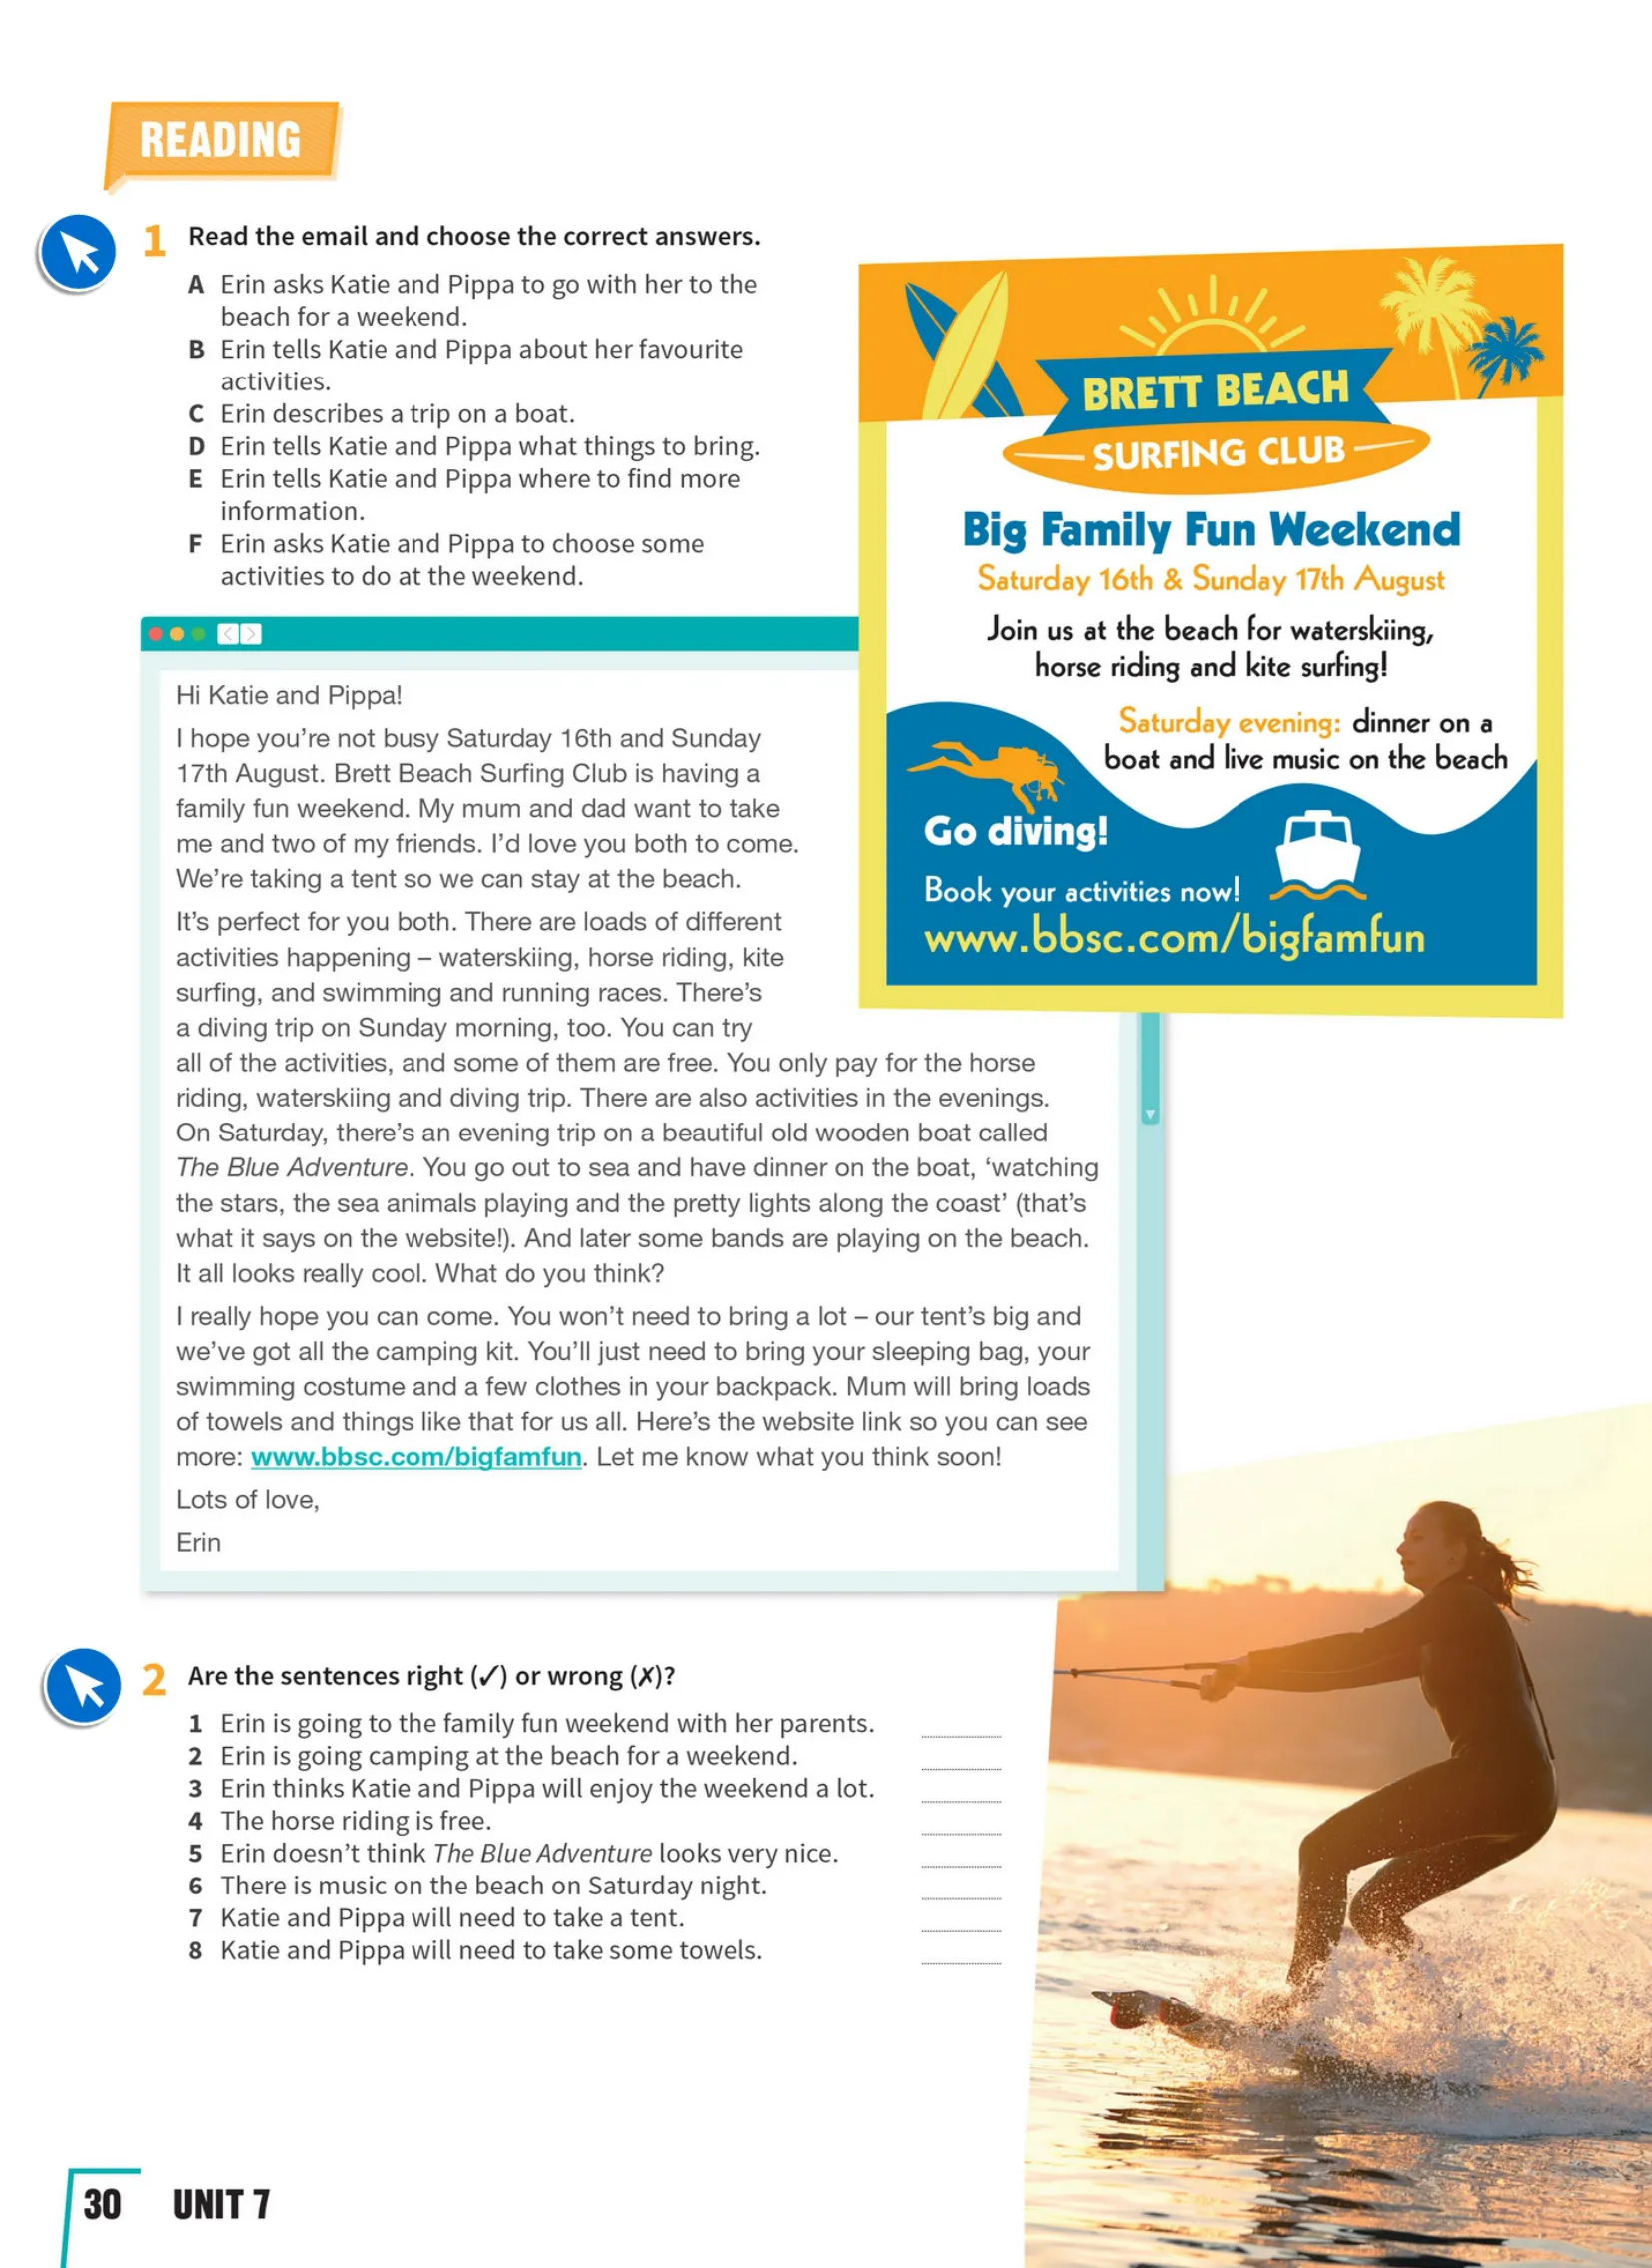 READING
1 Read the email and choose the correct answers.
A Erin asks Katie and Pippa to go with her to the
beach for a weekend.
B Erin tells Katie and Pippa about her favourite
activities.
C Erin describes a trip on a boat.
D Erin tells Katie and Pippa what things to bring.
E Erin tells Katie and Pippa where to find more
information.
F Erin asks Katie and Pippa to choose some
activities to do at the weekend.
BRETT BEACH
SURFING CLUB
Big Family Fun Weekend
Saturday 16th & Sunday 17th August
Join us at the beach for waterskiing,
horse riding and kite surfing!
Saturday evening: dinner on a
boat and live music on the beach
Go diving!
Book your activities now!
www.bbsc.com/bigfamfun
Hi Katie and Pippa!
I hope you're not busy Saturday 16th and Sunday
17th August. Brett Beach Surfing Club is having a
family fun weekend. My mum and dad want to take
me and two of my friends. I'd love you both to come.
We're taking a tent so we can stay at the beach.
It's perfect for you both. There are loads of different
activities happening – waterskiing, horse riding, kite
surfing, and swimming and running races. There's
a diving trip on Sunday morning, too. You can try
all of the activities, and some of them are free. You only pay for the horse
riding, waterskiing and diving trip. There are also activities in the evenings.
On Saturday, there's an evening trip on a beautiful old wooden boat called
The Blue Adventure. You go out to sea and have dinner on the boat, 'watching
the stars, the sea animals playing and the pretty lights along the coast' (that's
what it says on the website!). And later some bands are playing on the beach.
It all looks really cool. What do you think?
I really hope you can come. You won't need to bring a lot – our tent's big and
we've got all the camping kit. You'll just need to bring your sleeping bag, your
swimming costume and a few clothes in your backpack. Mum will bring loads
of towels and things like that for us all. Here's the website link so you can see
more: www.bbsc.com/bigfamfun. Let me know what you think soon!
Lots of love,
Erin
2 Are the sentences right (✓) or wrong (✗)?
1 Erin is going to the family fun weekend with her parents.
2 Erin is going camping at the beach for a weekend.
3 Erin thinks Katie and Pippa will enjoy the weekend a lot.
4 The horse riding is free.
5 Erin doesn't think The Blue Adventure looks very nice.
6 There is music on the beach on Saturday night.
7 Katie and Pippa will need to take a tent.
8 Katie and Pippa will need to take some towels.
30 UNIT 7